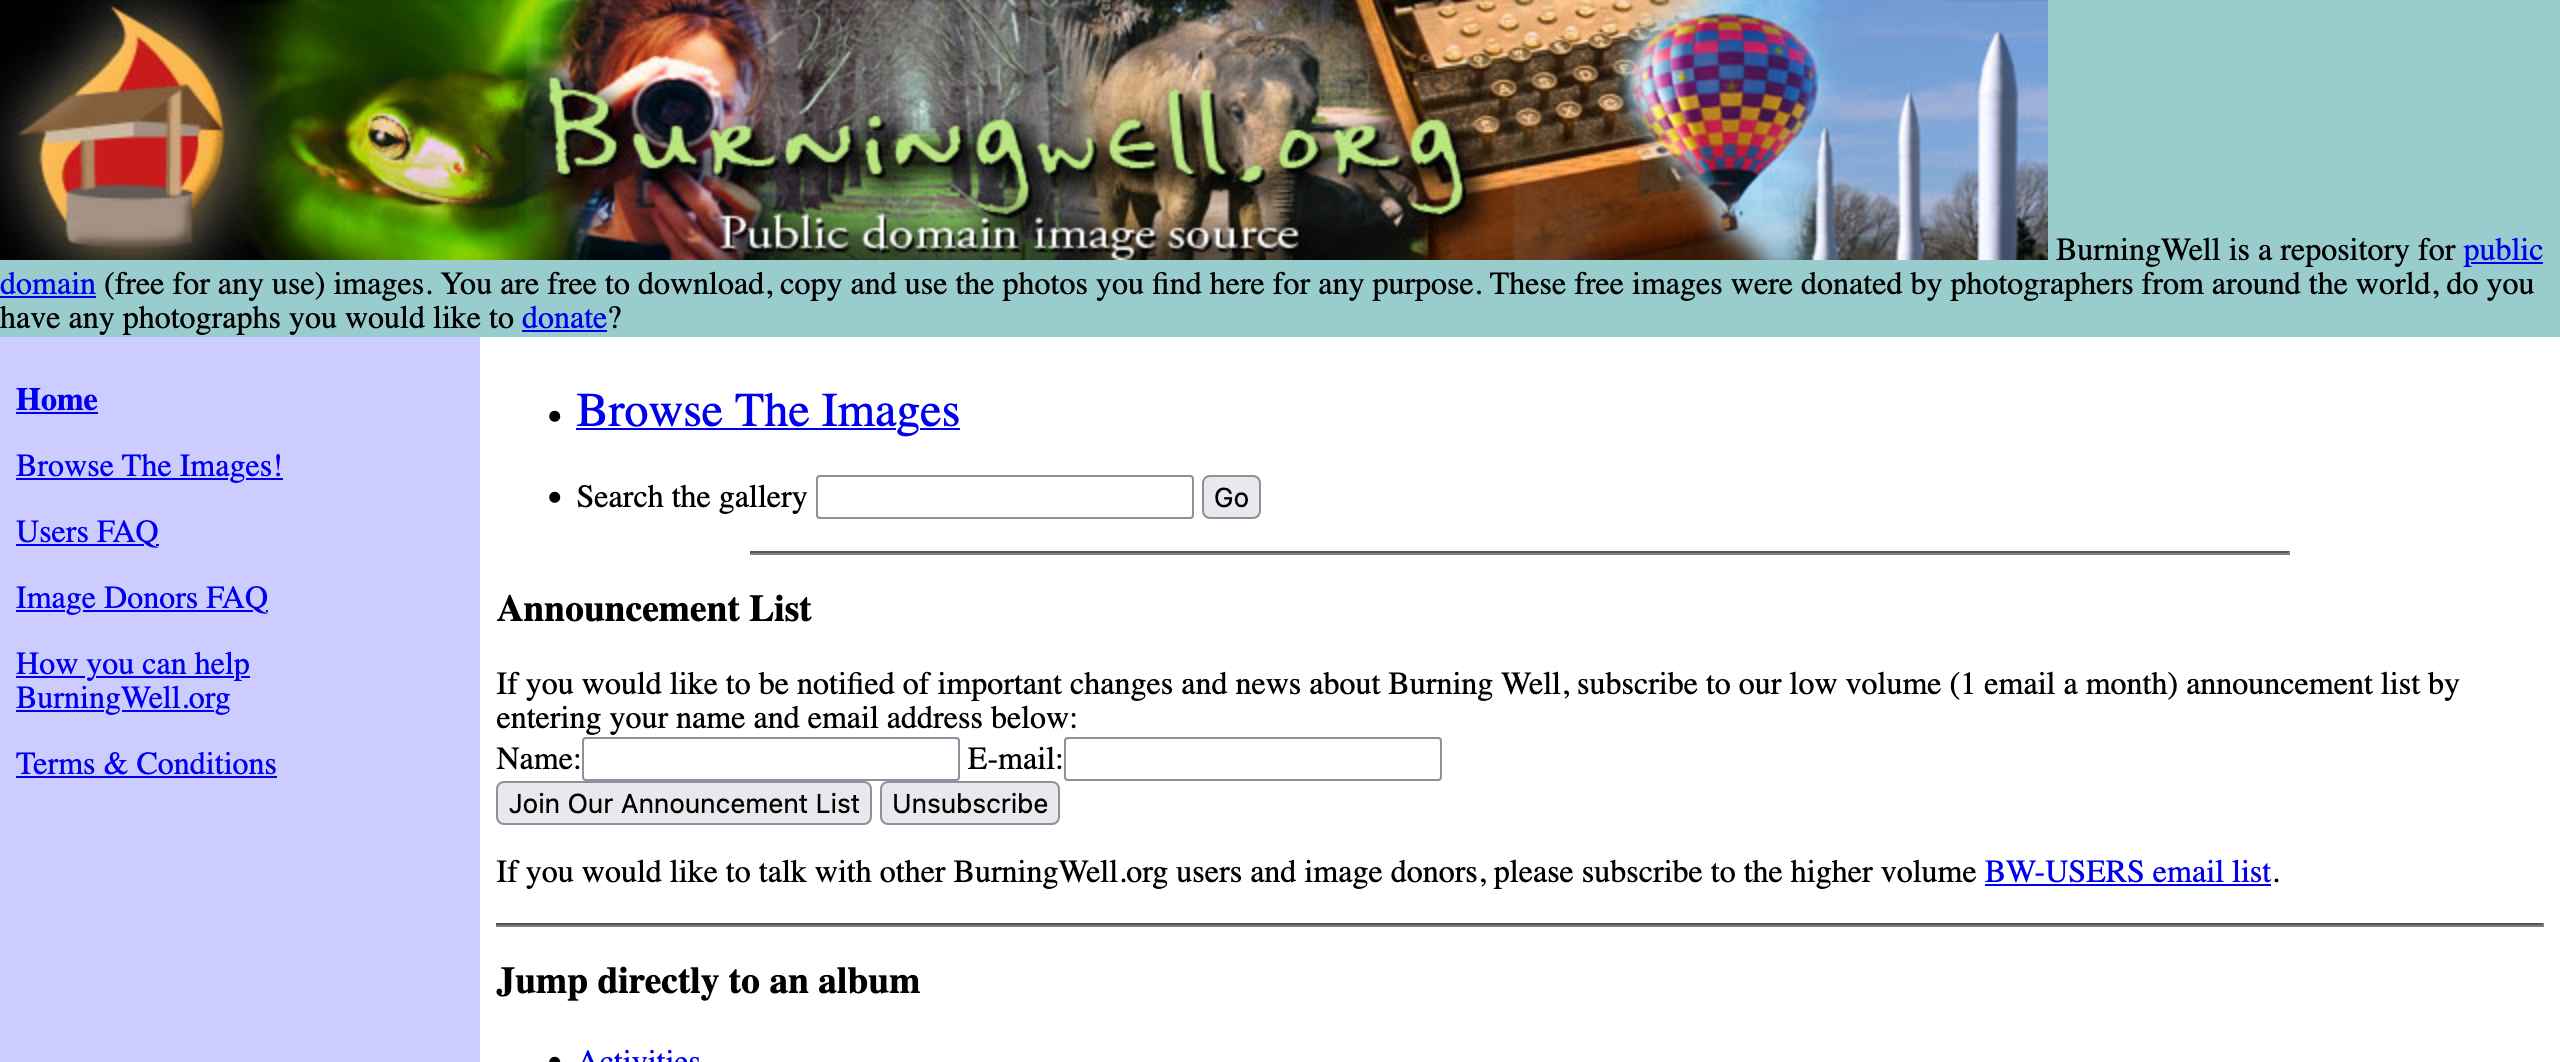 Burningwell.org
Public domain image source
BurningWell is a repository for public
domain (free for any use) images. You are free to download, copy and use the photos you find here for any purpose. These free images were donated by photographers from around the world, do you
have any photographs you would like to donate?
Home
Browse The Images!
Users FAQ
Image Donors FAQ
How you can help
BurningWell.org
Terms & Conditions
Browse The Images
Search the gallery Go
Announcement List
If you would like to be notified of important changes and news about Burning Well, subscribe to our low volume (1 email a month) announcement list by
entering your name and email address below:
Name: E-mail:
Join Our Announcement List Unsubscribe
If you would like to talk with other BurningWell.org users and image donors, please subscribe to the higher volume BW-USERS email list.
Jump directly to an album
Activities